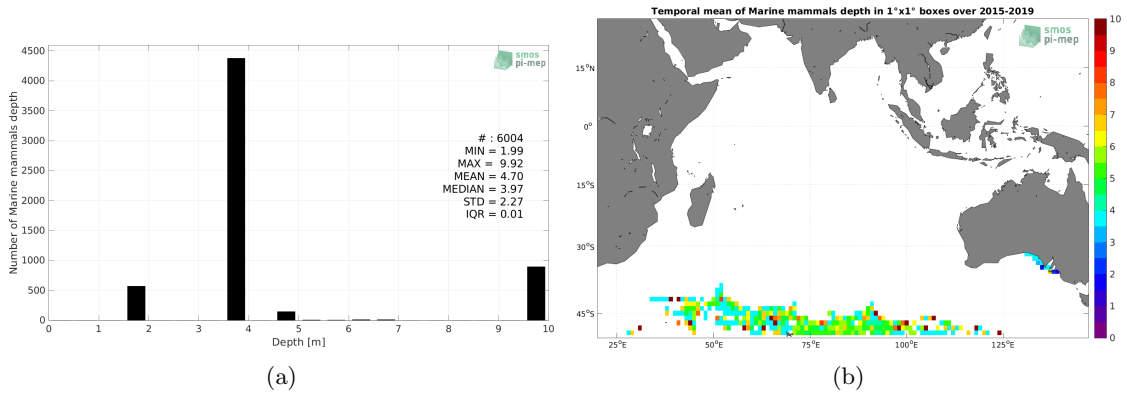 4500
4000
3500
3000
2500
2000
1500
1000
500
0
0 1 2 3 4 5 6 7 8 9 10
Number of Marine mammals depth
Depth [m]
smos
pi-mep
# : 6004
MIN = 1.99
MAX = 9.92
MEAN = 4.70
MEDIAN = 3.97
STD = 2.27
IQR = 0.01
(a)
Temporal mean of Marine mammals depth in 1°x1° boxes over 2015-2019
smos
pi-mep
15°N
0°
15°S
30°S
45°S
25°E 50°E 75°E 100°E 125°E
10
9
8
7
6
5
4
3
2
1
0
(b)